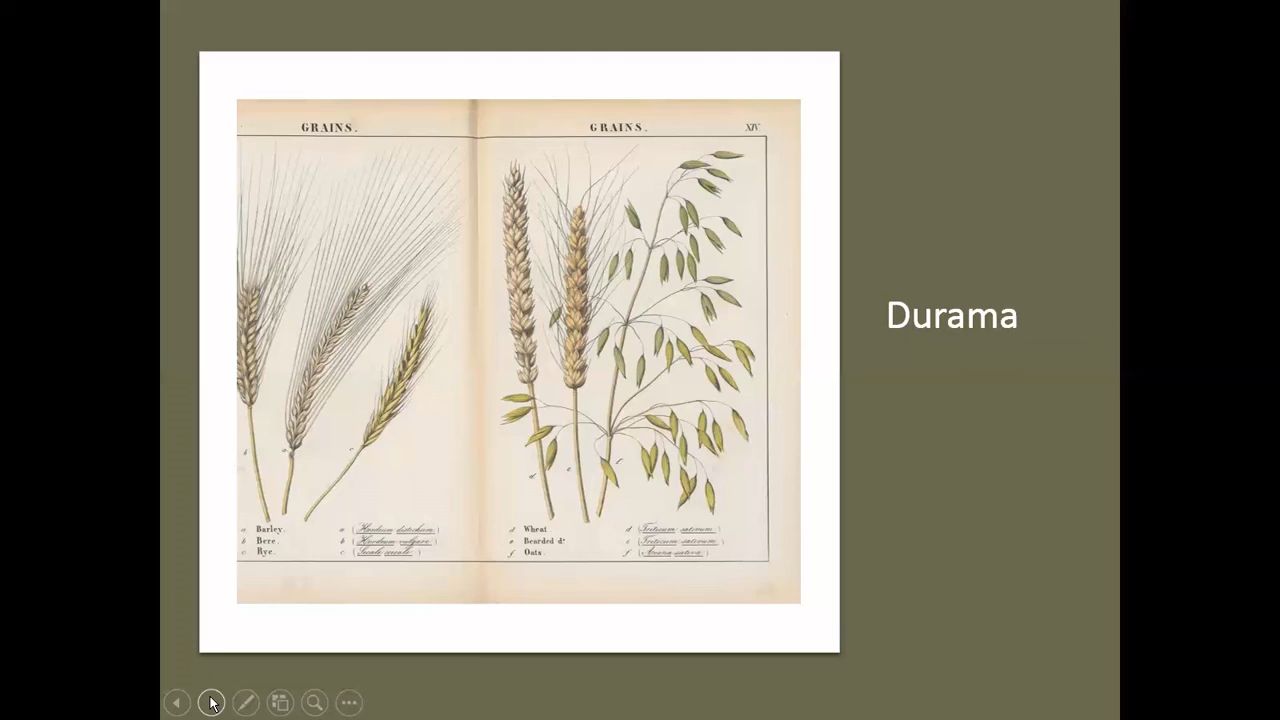 GRAINS.
GRAINS.
XIV.
a Barley. a (Hordeum distichum.)
b Bere. b (Hordeum vulgare.)
c Rye. c (Secale cereale.)
d Wheat d (Triticum sativum.)
e Bearded do. e (Triticum sativum.)
f Oats. f (Avena sativa.)
b
a
c
d
e
f
Durama